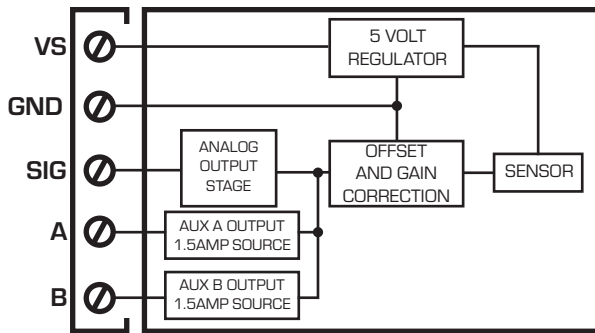 VS
5 VOLT
REGULATOR
GND
SIG
ANALOG
OUTPUT
STAGE
OFFSET
AND GAIN
CORRECTION
SENSOR
A
AUX A OUTPUT
1.5AMP SOURCE
B
AUX B OUTPUT
1.5AMP SOURCE